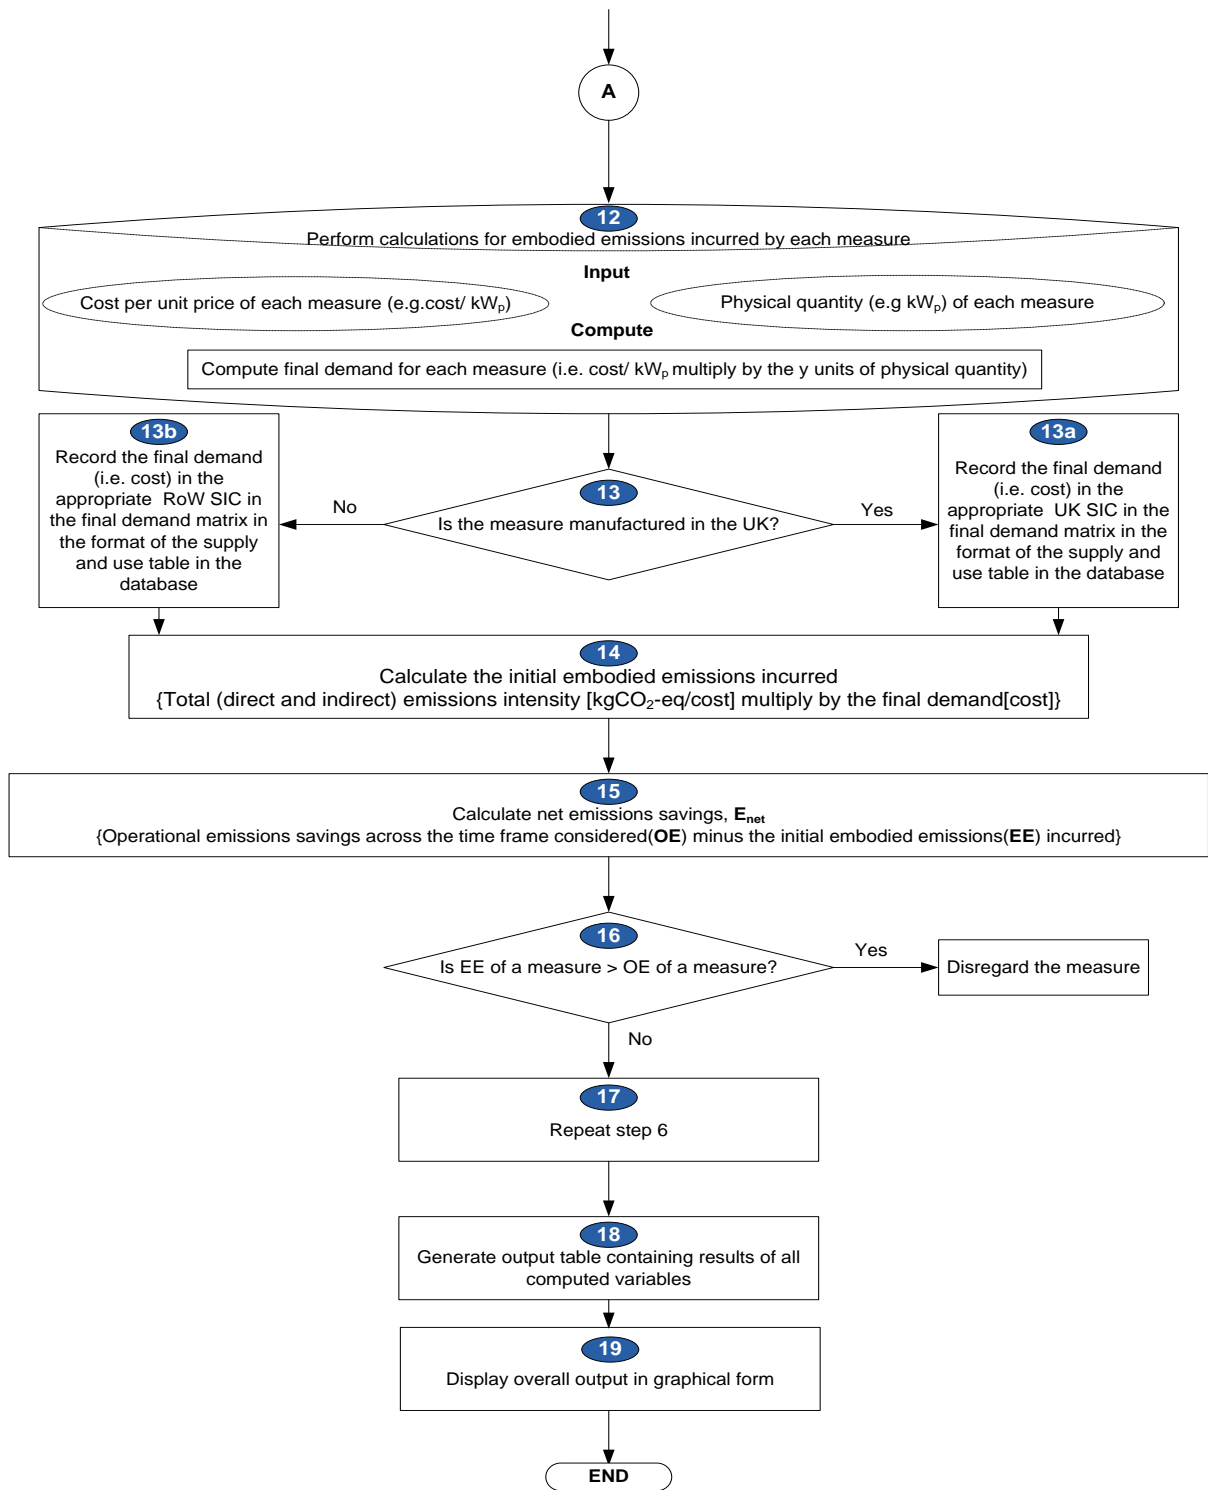 A
12
Perform calculations for embodied emissions incurred by each measure
Input
Cost per unit price of each measure (e.g.cost/ kWp)
Physical quantity (e.g kWp) of each measure
Compute
Compute final demand for each measure (i.e. cost/ kWp multiply by the y units of physical quantity)
13b
Record the final demand
(i.e. cost) in the
appropriate RoW SIC in
the final demand matrix in
the format of the supply
and use table in the
database
No
13
Is the measure manufactured in the UK?
Yes
13a
Record the final demand
(i.e. cost) in the
appropriate UK SIC in the
final demand matrix in the
format of the supply and
use table in the database
14
Calculate the initial embodied emissions incurred
{Total (direct and indirect) emissions intensity [kgCO₂-eq/cost] multiply by the final demand[cost]}
15
Calculate net emissions savings, Enet
{Operational emissions savings across the time frame considered(OE) minus the initial embodied emissions(EE) incurred}
16
Is EE of a measure > OE of a measure?
Yes
Disregard the measure
No
17
Repeat step 6
18
Generate output table containing results of all
computed variables
19
Display overall output in graphical form
END